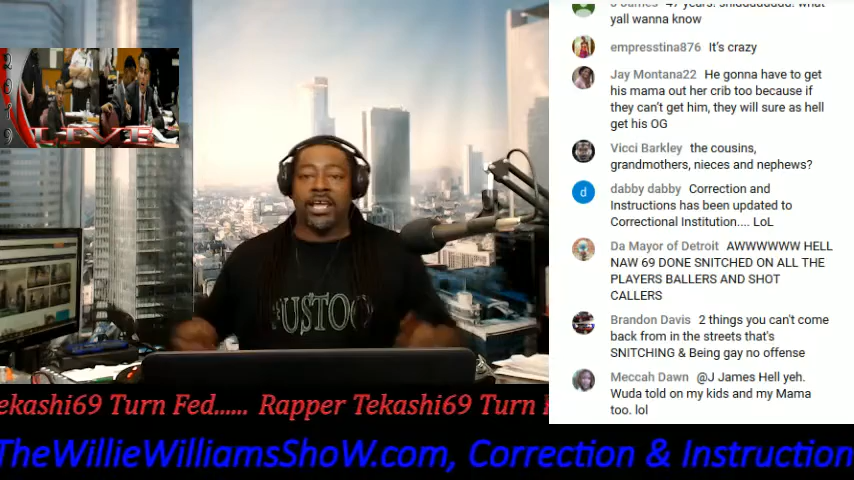 LIVE
FUSTOO
47 years! shiddddddd! what
yall wanna know
empresstina876 It's crazy
Jay Montana22 He gonna have to get
his mama out her crib too because if
they can't get him, they will sure as hell
get his OG
Vicci Barkley the cousins,
grandmothers, nieces and nephews?
d
dabby dabby Correction and
Instructions has been updated to
Correctional Institution.... LoL
Da Mayor of Detroit AWWWWWW HELL
NAW 69 DONE SNITCHED ON ALL THE
PLAYERS BALLERS AND SHOT
CALLERS
Brandon Davis 2 things you can't come
back from in the streets that's
SNITCHING & Being gay no offense
Meccah Dawn @J James Hell yeh.
Wuda told on my kids and my Mama
too. lol
ekashi69 Turn Fed...... Rapper Tekashi69 Turn
TheWillieWilliamsShoW.com, Correction & Instruction